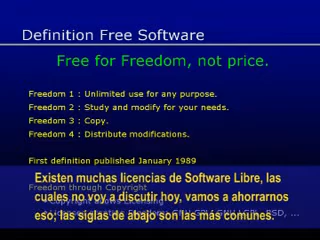 Definition Free Software
Free for Freedom, not price.
Freedom 1 : Unlimited use for any purpose.
Freedom 2 : Study and modify for your needs.
Freedom 3 : Copy.
Freedom 4 : Distribute modifications.
First definition published January 1989
Existen muchas licencias de Software Libre, las
Freedom through Copyright
cuales no voy a discutir hoy, vamos a ahorrarnos
eso, las siglas de abajo son las más comunes.